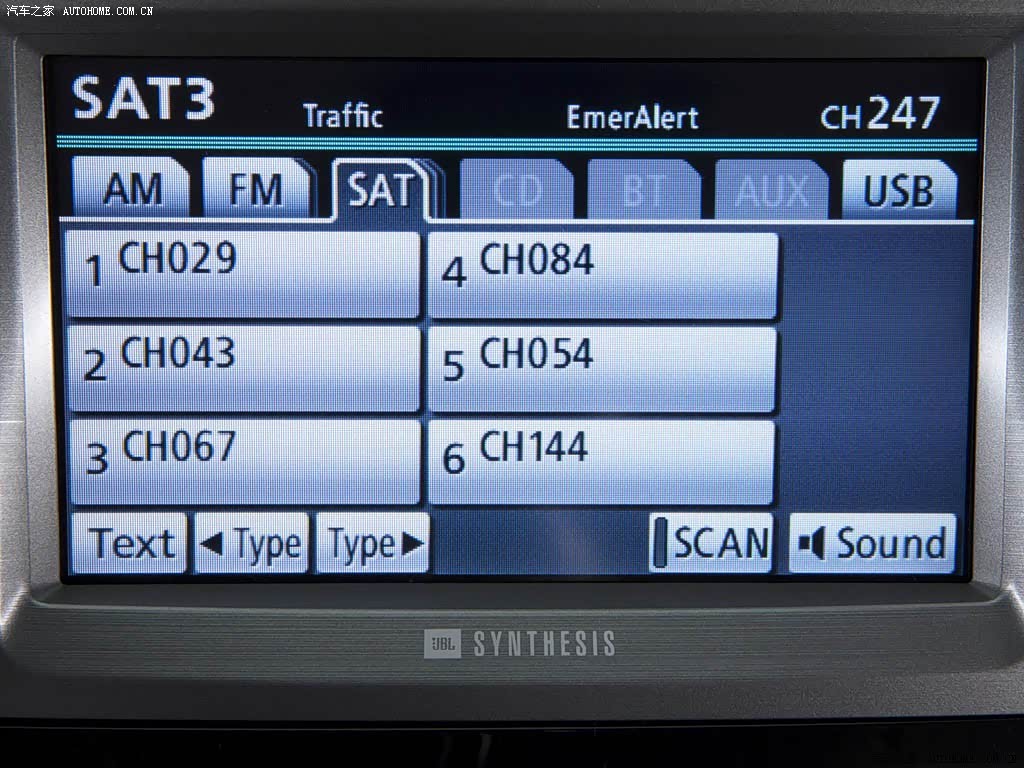 汽车之家 AUTOHOME.COM.CN
SAT3 Traffic EmerAlert CH 247
AM FM SAT CD BT AUX USB
1 CH029 4 CH084
2 CH043 5 CH054
3 CH067 6 CH144
Text ◀Type Type▶ SCAN Sound
JBL SYNTHESIS